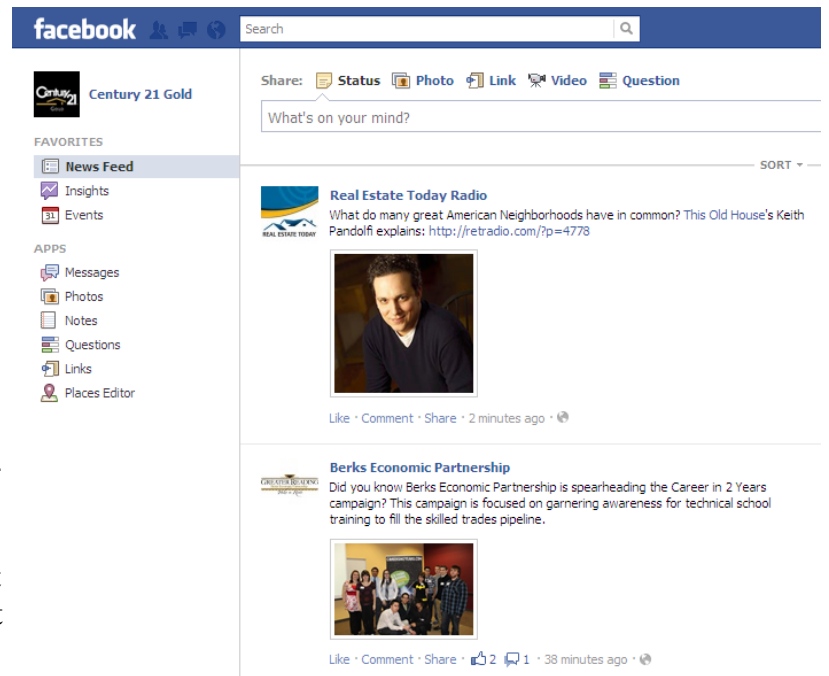 facebook
Search
Century 21 Gold
FAVORITES
News Feed
Insights
31 Events
APPS
Messages
Photos
Notes
Questions
Links
Places Editor
Share: Status Photo Link Video Question
What's on your mind?
SORT
REAL ESTATE TODAY
Real Estate Today Radio
What do many great American Neighborhoods have in common? This Old House's Keith
Pandolfi explains: http://retradio.com/?p=4778
Like · Comment · Share · 2 minutes ago ·
GREATER READING
Berks Economic Partnership
Did you know Berks Economic Partnership is spearheading the Career in 2 Years
campaign? This campaign is focused on garnering awareness for technical school
training to fill the skilled trades pipeline.
Like · Comment · Share · 2 1 · 38 minutes ago ·